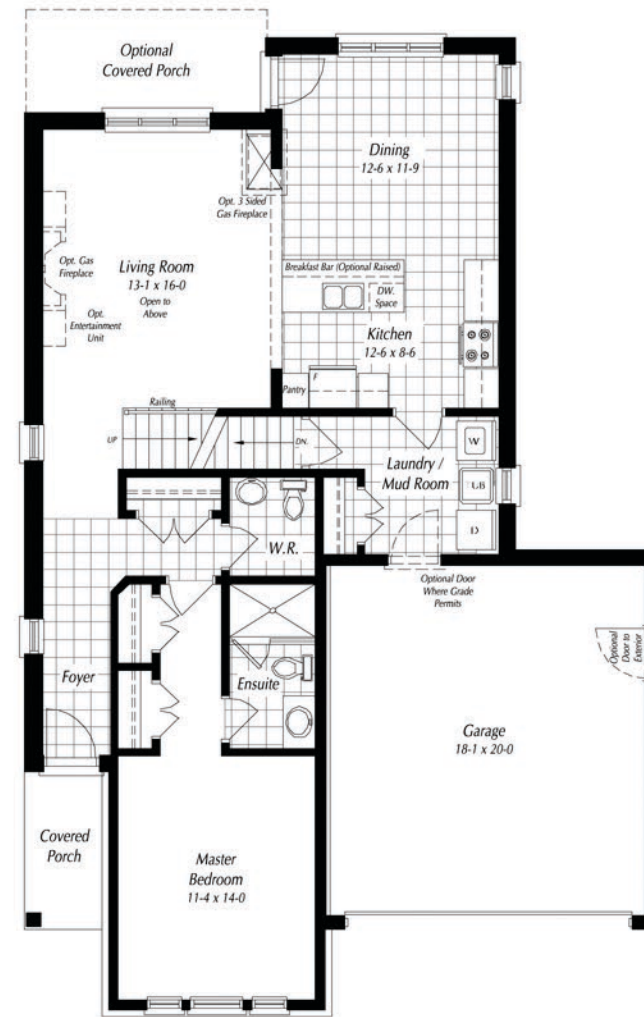 Optional
Covered Porch
Dining
12-6 x 11-9
Opt. 3 Sided
Gas Fireplace
Opt. Gas
Fireplace
Living Room
13-1 x 16-0
Open to
Above
Opt.
Entertainment
Unit
Breakfast Bar (Optional Raised)
DW.
Space
Kitchen
12-6 x 8-6
F
Pantry
Railing
UP
DN.
W
Laundry /
Mud Room
TUB
D
W.R.
Optional Door
Where Grade
Permits
Optional
Door to
Exterior
Foyer
Ensuite
Garage
18-1 x 20-0
Covered
Porch
Master
Bedroom
11-4 x 14-0